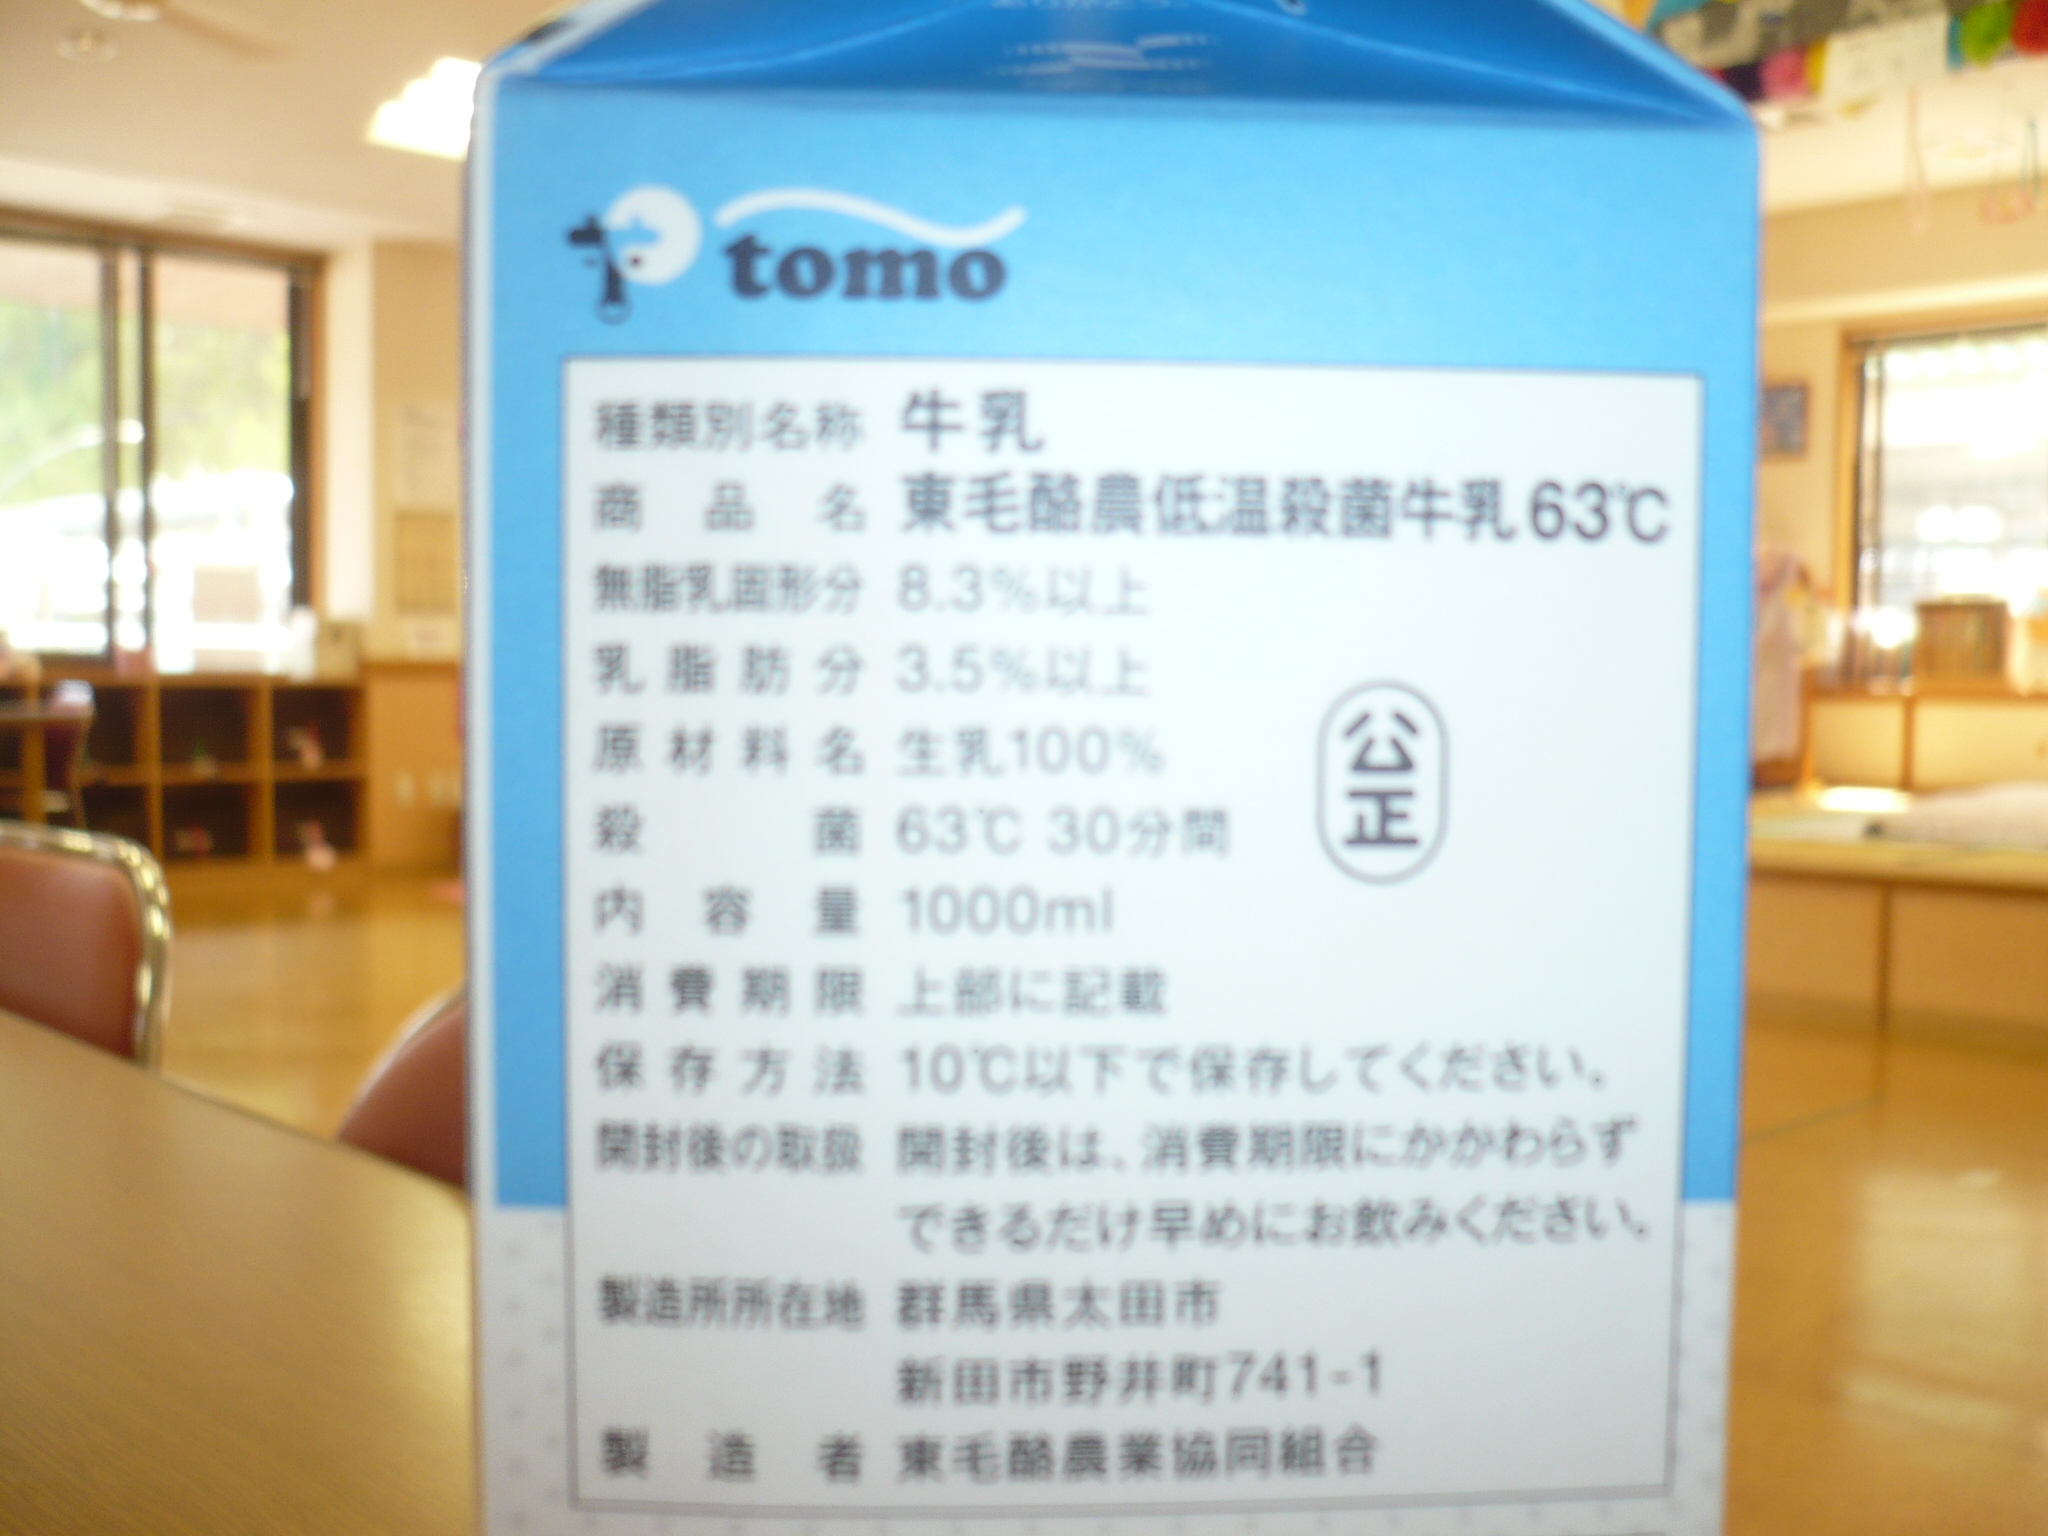 tomo
種類別名称 牛乳
商品名 東毛酪農低温殺菌牛乳63℃
無脂乳固形分 8.3%以上
乳脂肪分 3.5%以上
原材料名 生乳100%
殺菌 63℃ 30分間
内容量 1000ml
消費期限 上部に記載
保存方法 10℃以下で保存してください。
開封後の取扱 開封後は、消費期限にかかわらず
できるだけ早めにお飲みください。
製造所所在地 群馬県太田市
新田市野井町741-1
製造者 東毛酪農業協同組合
公正